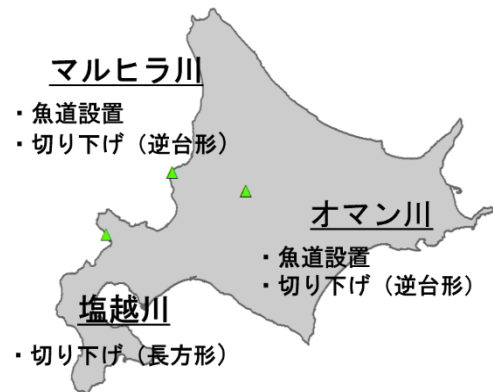 マルヒラ川
・魚道設置
・切り下げ（逆台形）
オマン川
・魚道設置
・切り下げ（逆台形）
塩越川
・切り下げ（長方形）